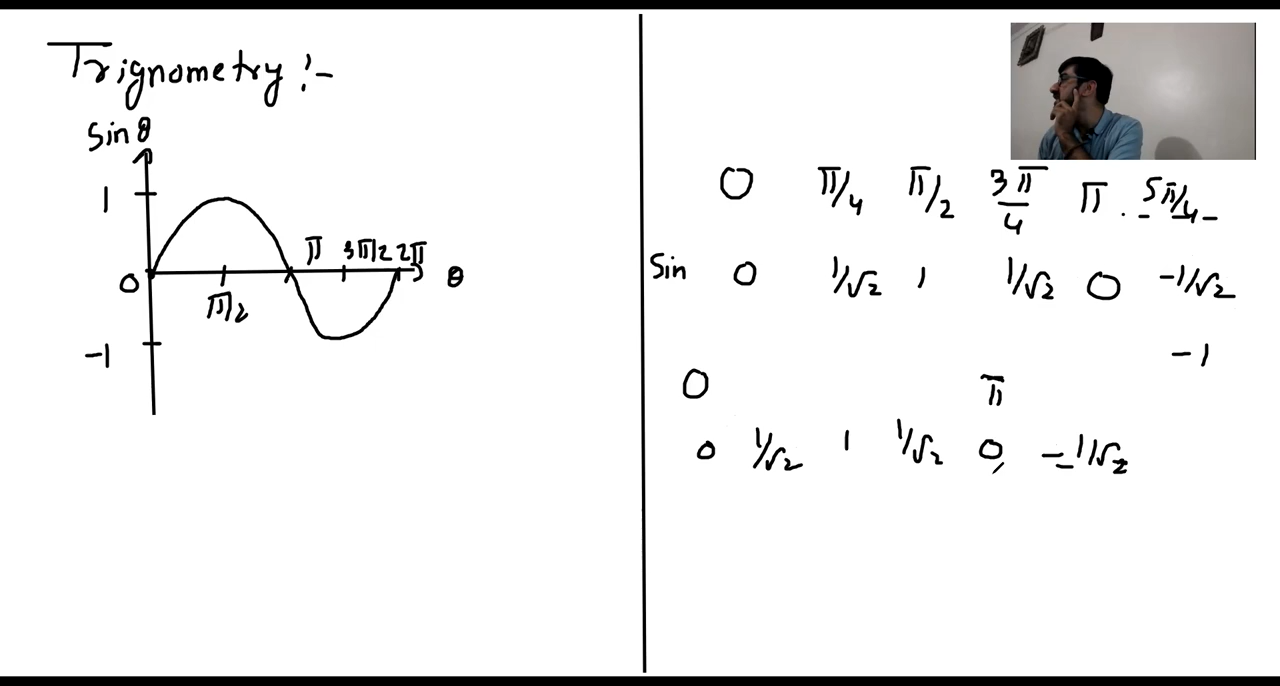 Trignometry :-
Sin θ
1
0
-1
π/2
π 3π/2 2π
θ
0 π/4 π/2 3π/4 π . 5π/4
Sin 0 1/√2 1 1/√2 0 -1/√2
-1
0 π
0 1/√2 1 1/√2 0, -1/√2